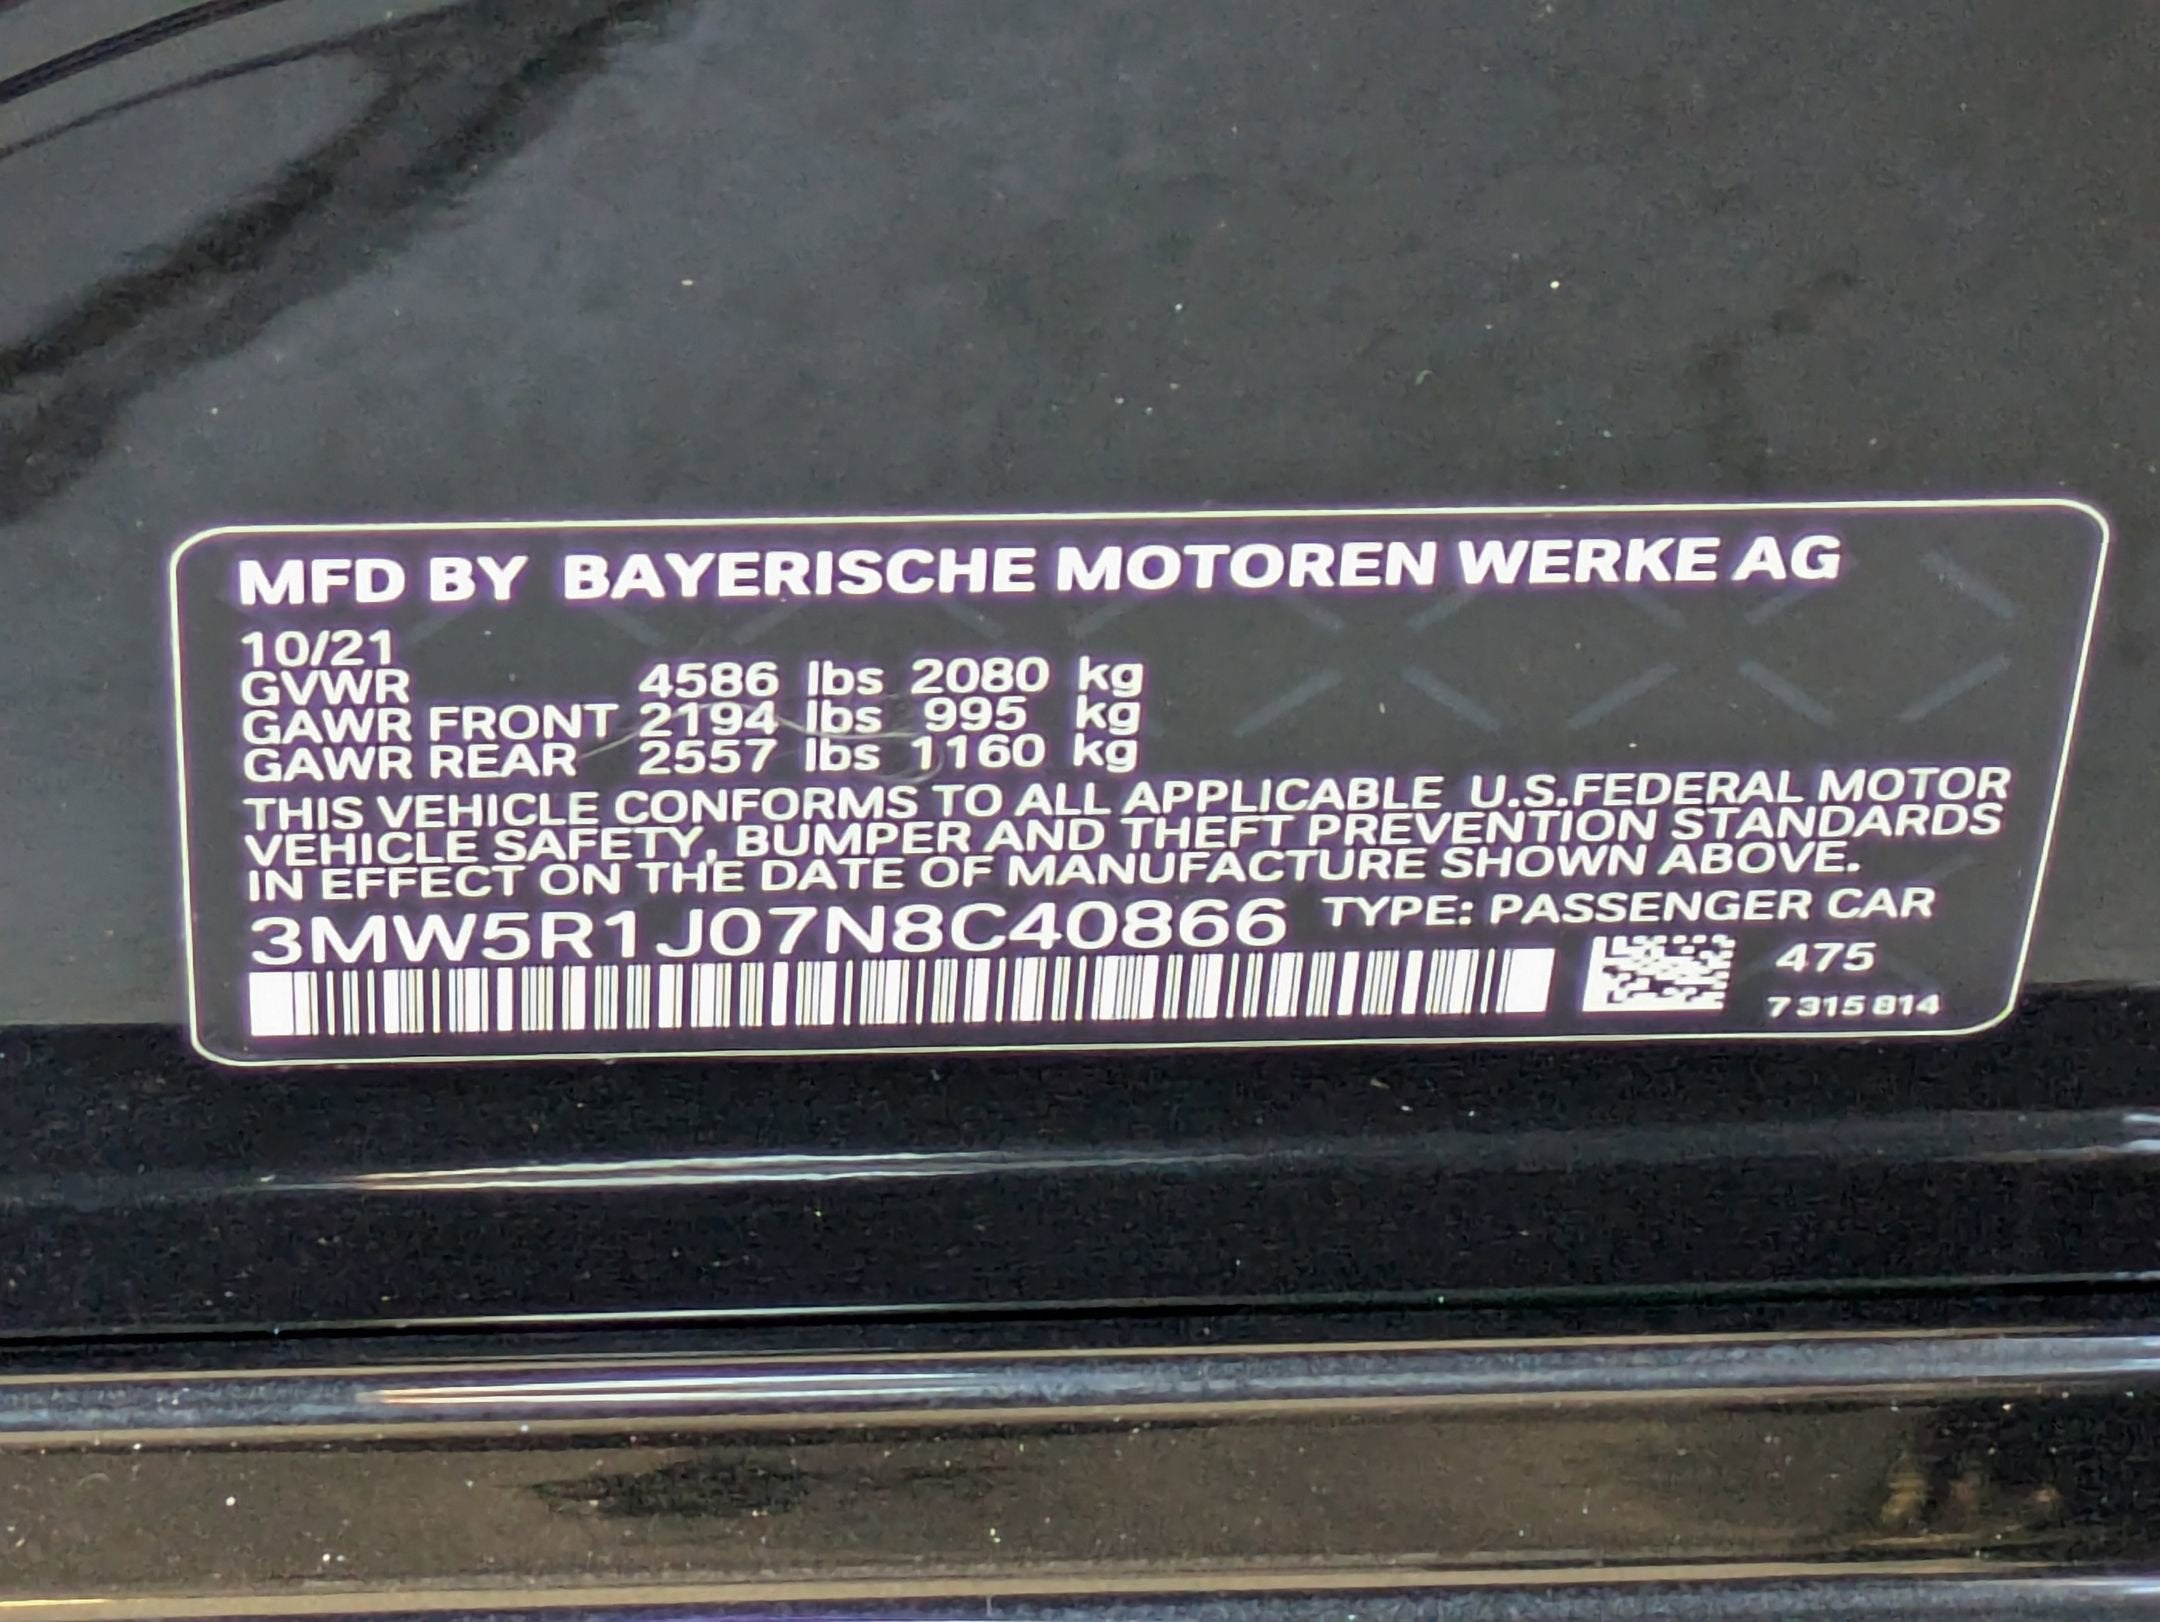 MFD BY BAYERISCHE MOTOREN WERKE AG
10/21
GVWR 4586 lbs 2080 kg
GAWR FRONT 2194 lbs 995 kg
GAWR REAR 2557 lbs 1160 kg
THIS VEHICLE CONFORMS TO ALL APPLICABLE U.S.FEDERAL MOTOR
VEHICLE SAFETY, BUMPER AND THEFT PREVENTION STANDARDS
IN EFFECT ON THE DATE OF MANUFACTURE SHOWN ABOVE.
3MW5R1J07N8C40866 TYPE: PASSENGER CAR
475
7 315 814